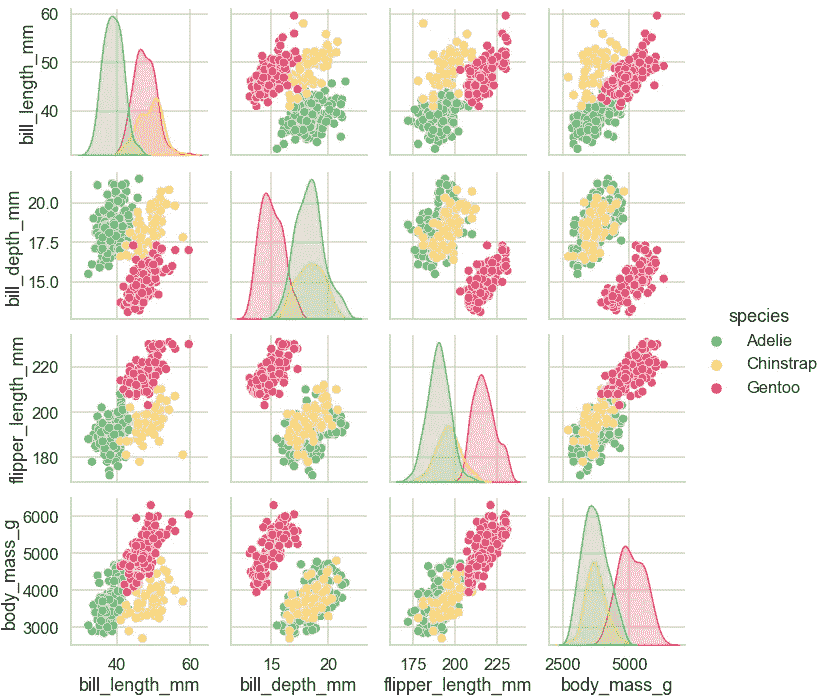 bill_length_mm
60
50
40
bill_depth_mm
20.0
17.5
15.0
flipper_length_mm
220
200
180
body_mass_g
6000
5000
4000
3000
40
60
bill_length_mm
15
20
bill_depth_mm
175
200
225
flipper_length_mm
2500
5000
body_mass_g
species
Adelie
Chinstrap
Gentoo